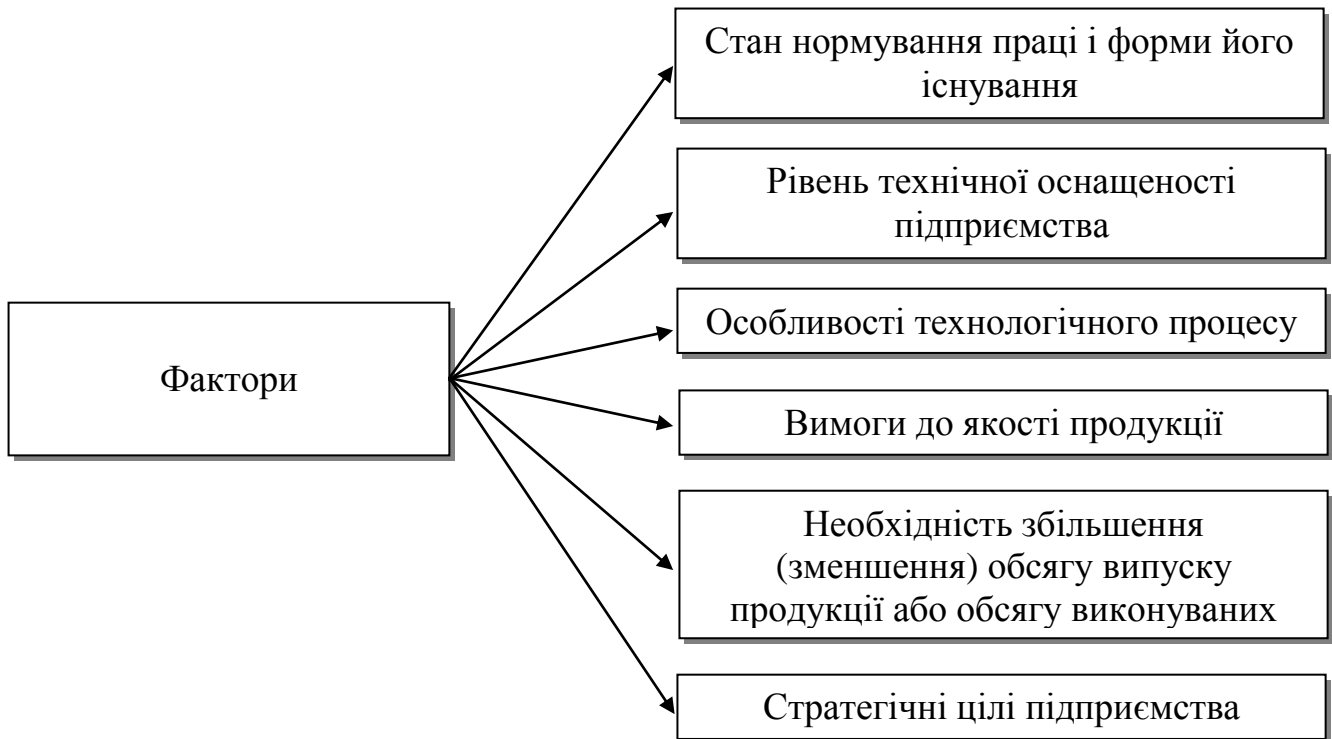 Стан нормування праці і форми його
існування
Рівень технічної оснащеності
підприємства
Особливості технологічного процесу
Фактори
Вимоги до якості продукції
Необхідність збільшення
(зменшення) обсягу випуску
продукції або обсягу виконуваних
Стратегічні цілі підприємства